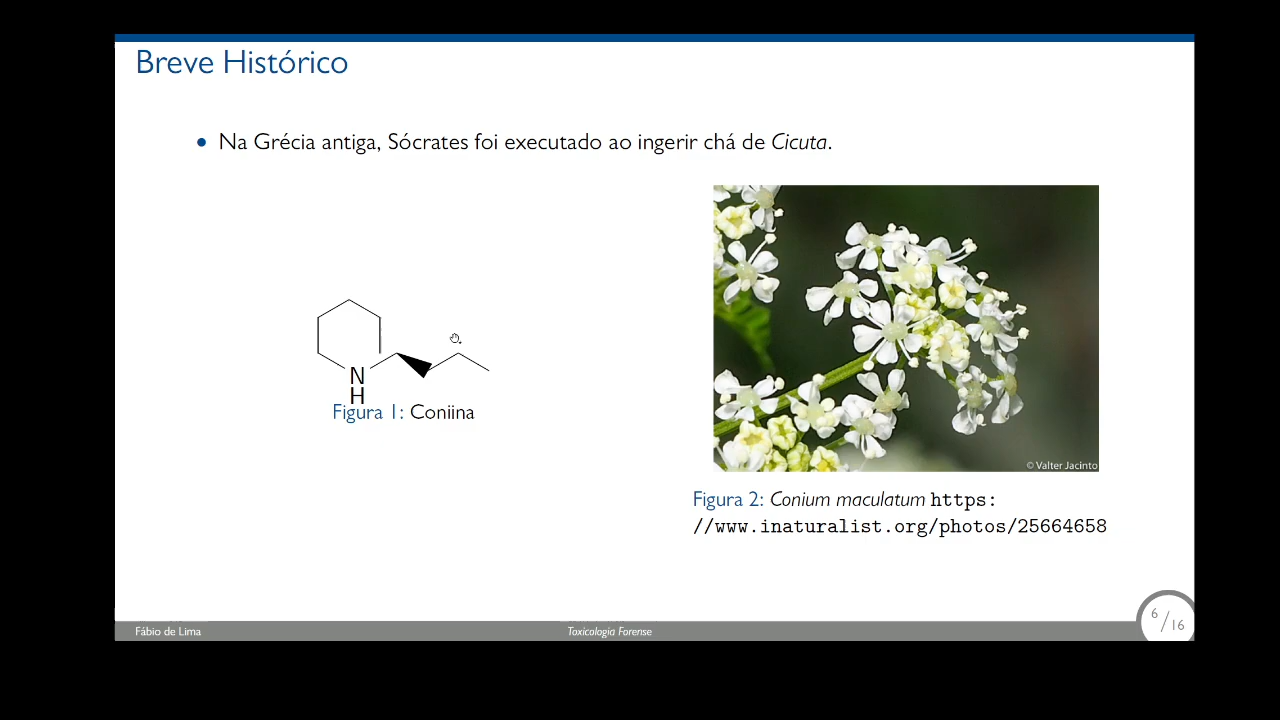 Breve Histórico
• Na Grécia antiga, Sócrates foi executado ao ingerir chá de Cicuta.
N
H
Figura 1: Coniina
© Valter Jacinto
Figura 2: Conium maculatum https:
//www.inaturalist.org/photos/25664658
Fábio de Lima
Toxicologia Forense
6/16